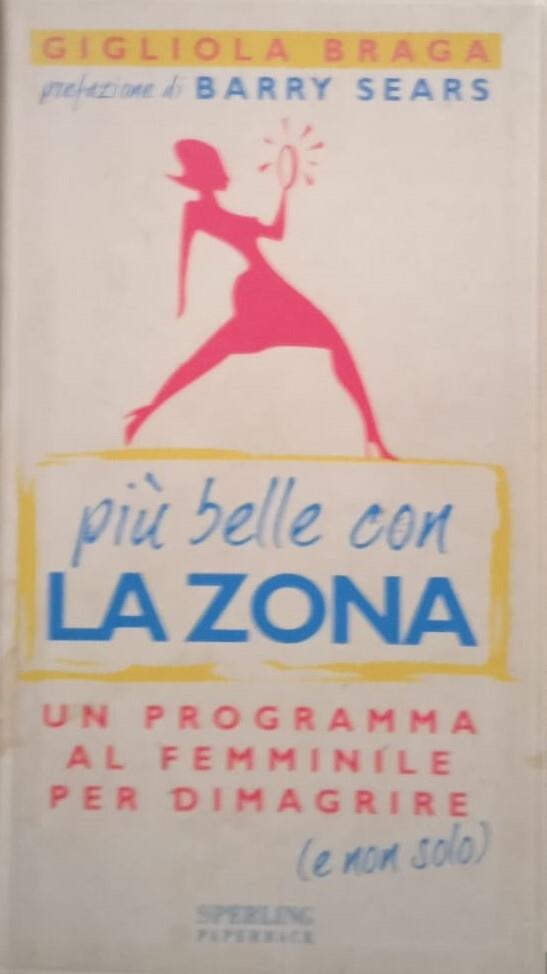 GIGLIOLA BRAGA
prefazione di BARRY SEARS
più belle con
LA ZONA
UN PROGRAMMA
AL FEMMINILE
PER DIMAGRIRE
(e non solo)
SPERLING
PAPERBACK